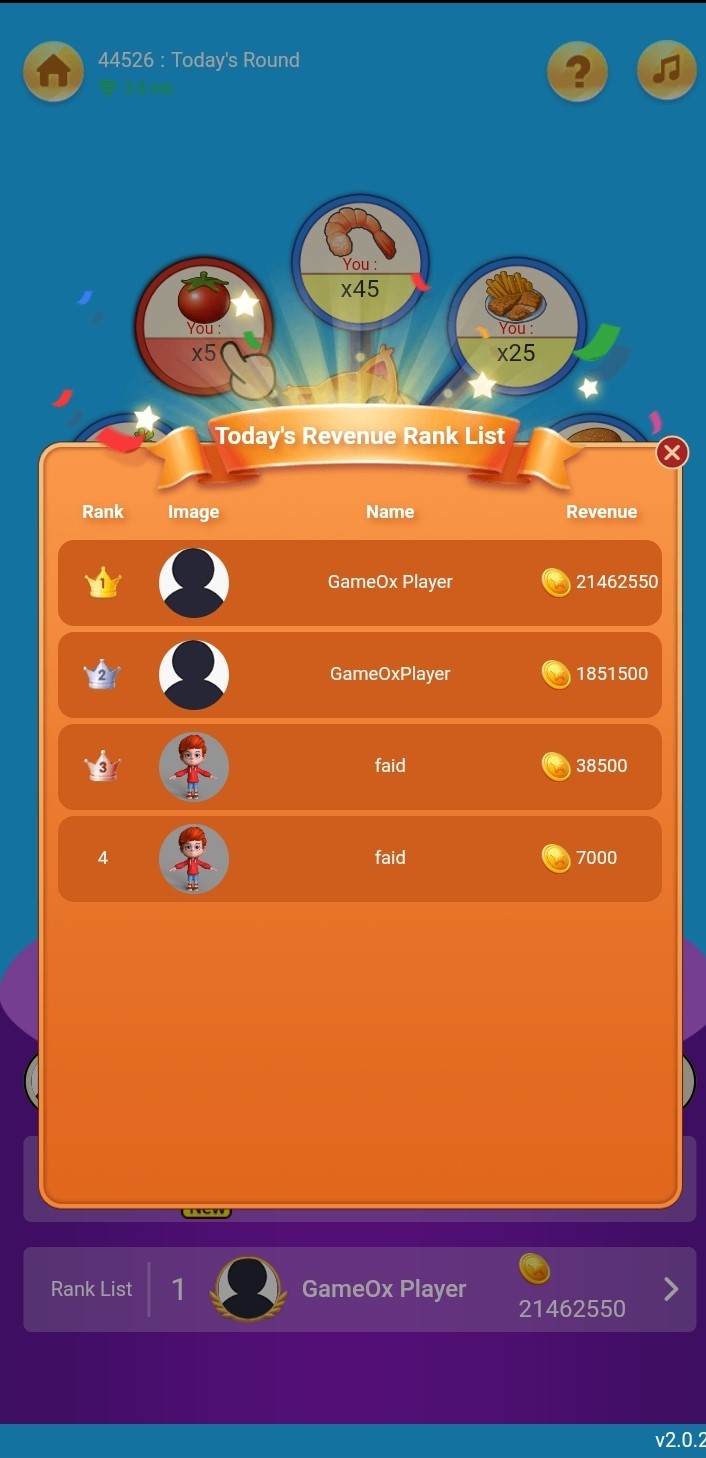 44526 : Today's Round
You :
x45
You :
x5
You :
x25
Today's Revenue Rank List
Rank Image Name Revenue
1 GameOx Player 21462550
2 GameOxPlayer 1851500
3 faid 38500
4 faid 7000
New
Rank List 1 GameOx Player 21462550
v2.0.2